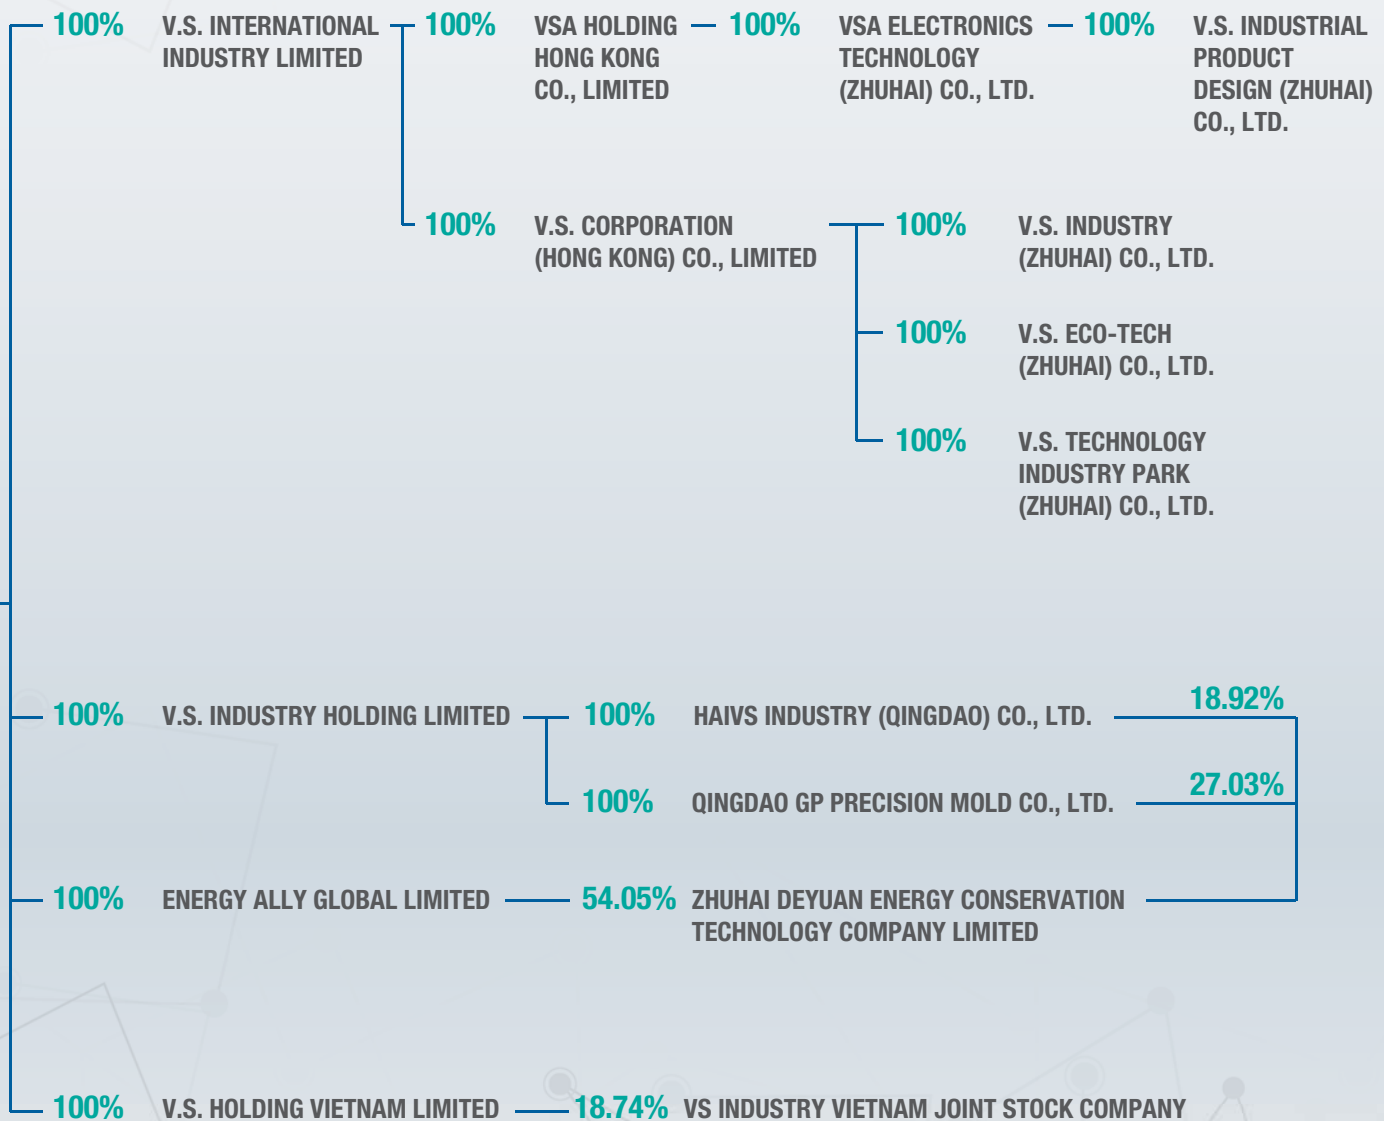 100% V.S. INTERNATIONAL
INDUSTRY LIMITED
100% VSA HOLDING
HONG KONG
CO., LIMITED
100% VSA ELECTRONICS
TECHNOLOGY
(ZHUHAI) CO., LTD.
100% V.S. INDUSTRIAL
PRODUCT
DESIGN (ZHUHAI)
CO., LTD.
100% V.S. CORPORATION
(HONG KONG) CO., LIMITED
100% V.S. INDUSTRY
(ZHUHAI) CO., LTD.
100% V.S. ECO-TECH
(ZHUHAI) CO., LTD.
100% V.S. TECHNOLOGY
INDUSTRY PARK
(ZHUHAI) CO., LTD.
100% V.S. INDUSTRY HOLDING LIMITED
100% HAIVS INDUSTRY (QINGDAO) CO., LTD.
18.92%
100% QINGDAO GP PRECISION MOLD CO., LTD.
27.03%
100% ENERGY ALLY GLOBAL LIMITED
54.05% ZHUHAI DEYUAN ENERGY CONSERVATION
TECHNOLOGY COMPANY LIMITED
100% V.S. HOLDING VIETNAM LIMITED
18.74% VS INDUSTRY VIETNAM JOINT STOCK COMPANY